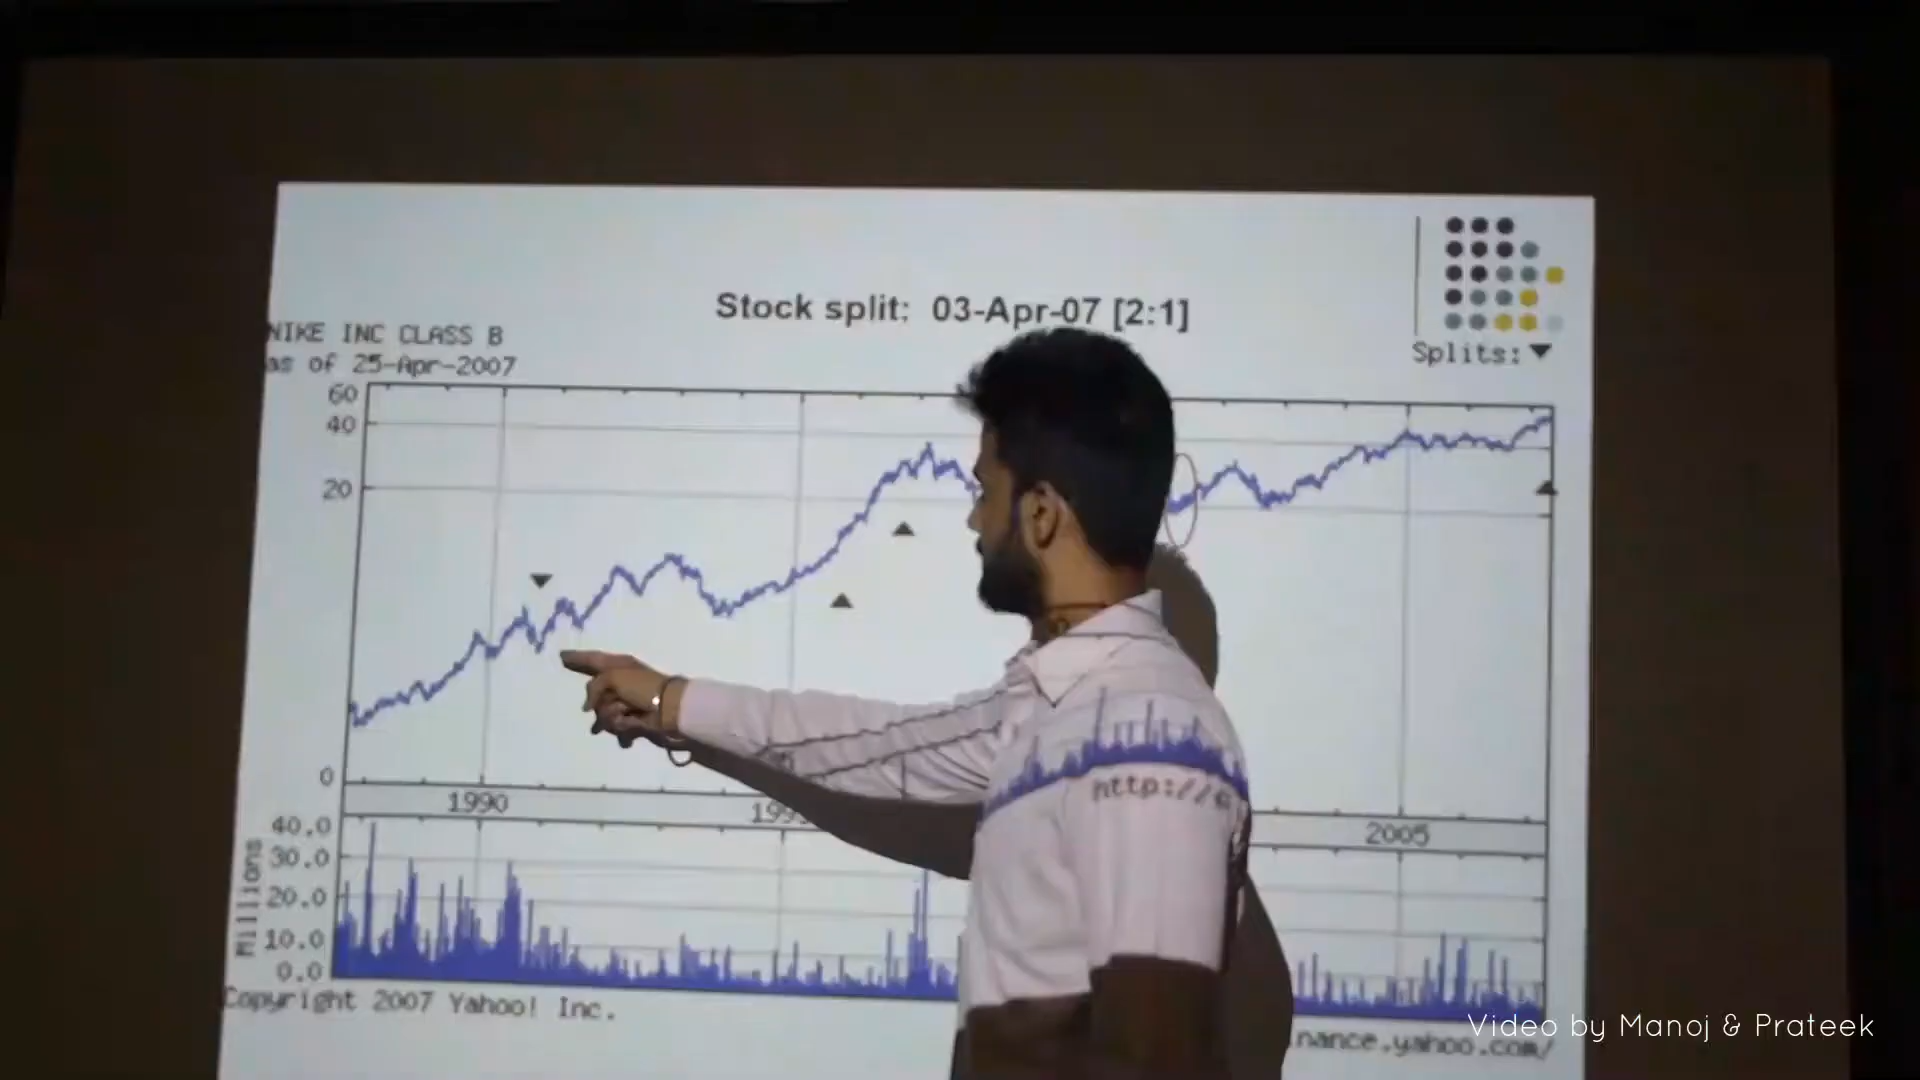 Stock split: 03-Apr-07 [2:1]
NIKE INC CLASS B
as of 25-Apr-2007
Splits:
60
40
20
0
1990
2005
40.0
30.0
20.0
10.0
0.0
Millions
http://
Copyright 2007 Yahoo! Inc.
nance.yahoo.com/
Video by Manoj & Prateek